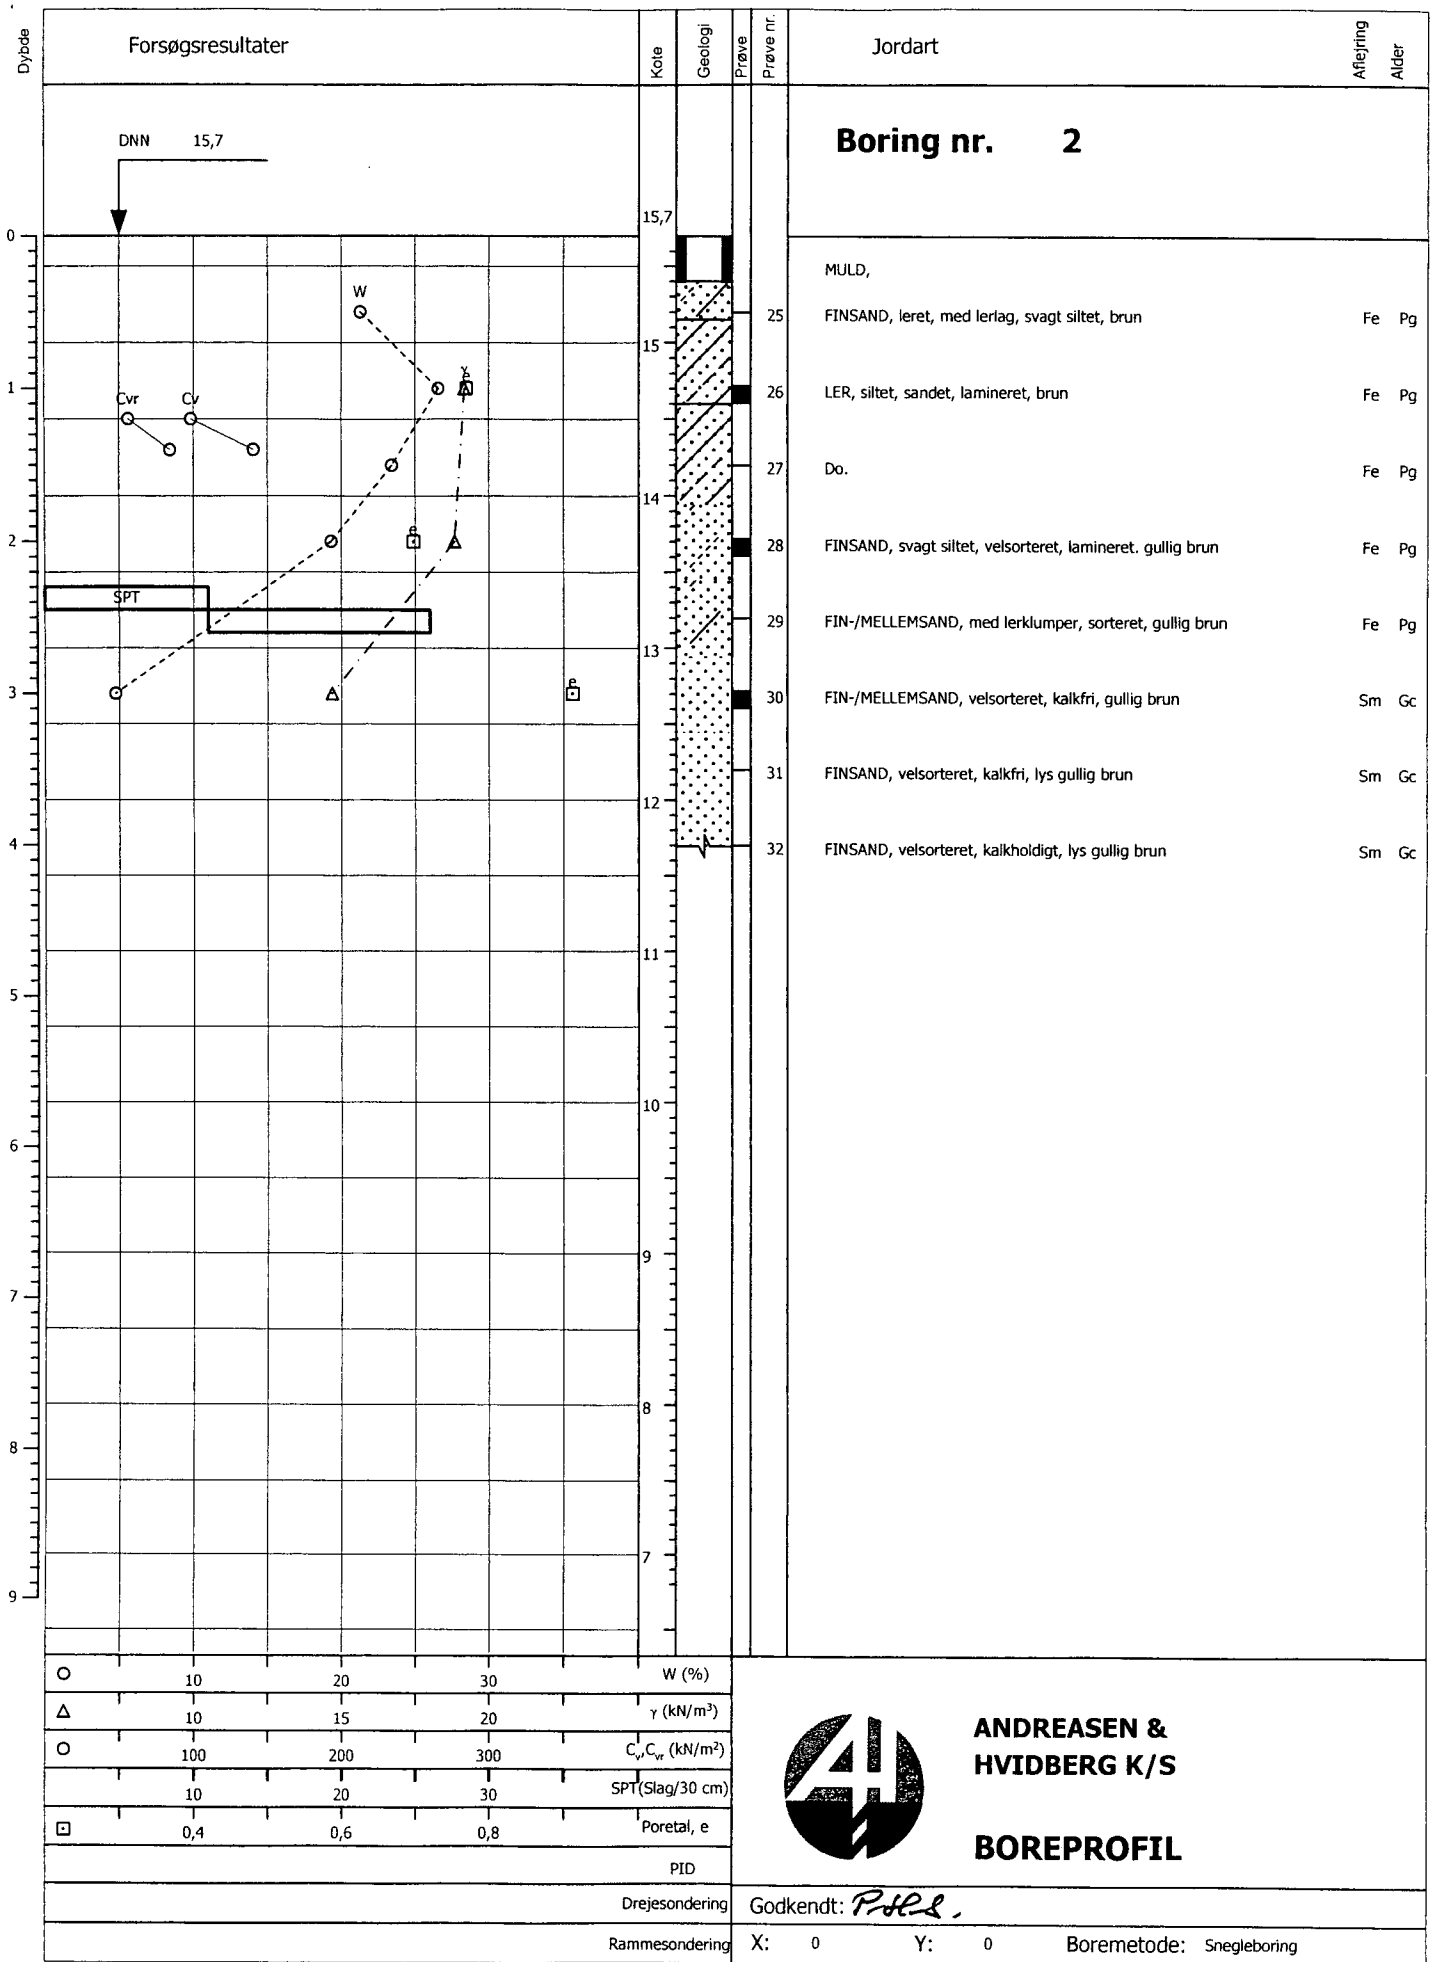 Dybde
Forsøgsresultater
Kote
Geologi
Prøve
Prøve nr.
Jordart
Aflejring
Alder
DNN 15,7
Boring nr. 2
15,7
0
MULD,
W
25 FINSAND, leret, med lerlag, svagt siltet, brun Fe Pg
15
γ
e
1
26 LER, siltet, sandet, lamineret, brun Fe Pg
Cvr Cv
27 Do. Fe Pg
14
e
2
28 FINSAND, svagt siltet, velsorteret, lamineret. gullig brun Fe Pg
SPT
29 FIN-/MELLEMSAND, med lerklumper, sorteret, gullig brun Fe Pg
13
e
3
30 FIN-/MELLEMSAND, velsorteret, kalkfri, gullig brun Sm Gc
31 FINSAND, velsorteret, kalkfri, lys gullig brun Sm Gc
12
4
32 FINSAND, velsorteret, kalkholdigt, lys gullig brun Sm Gc
11
5
10
6
9
7
8
8
7
9
10 20 30 W (%)
10 15 20 γ (kN/m³)
100 200 300 Cv,Cvr (kN/m²)
10 20 30 SPT(Slag/30 cm)
0,4 0,6 0,8 Poretal, e
PID
Drejesondering
Rammesondering
ANDREASEN &
HVIDBERG K/S
BOREPROFIL
Godkendt:
X: 0 Y: 0 Boremetode: Snegleboring